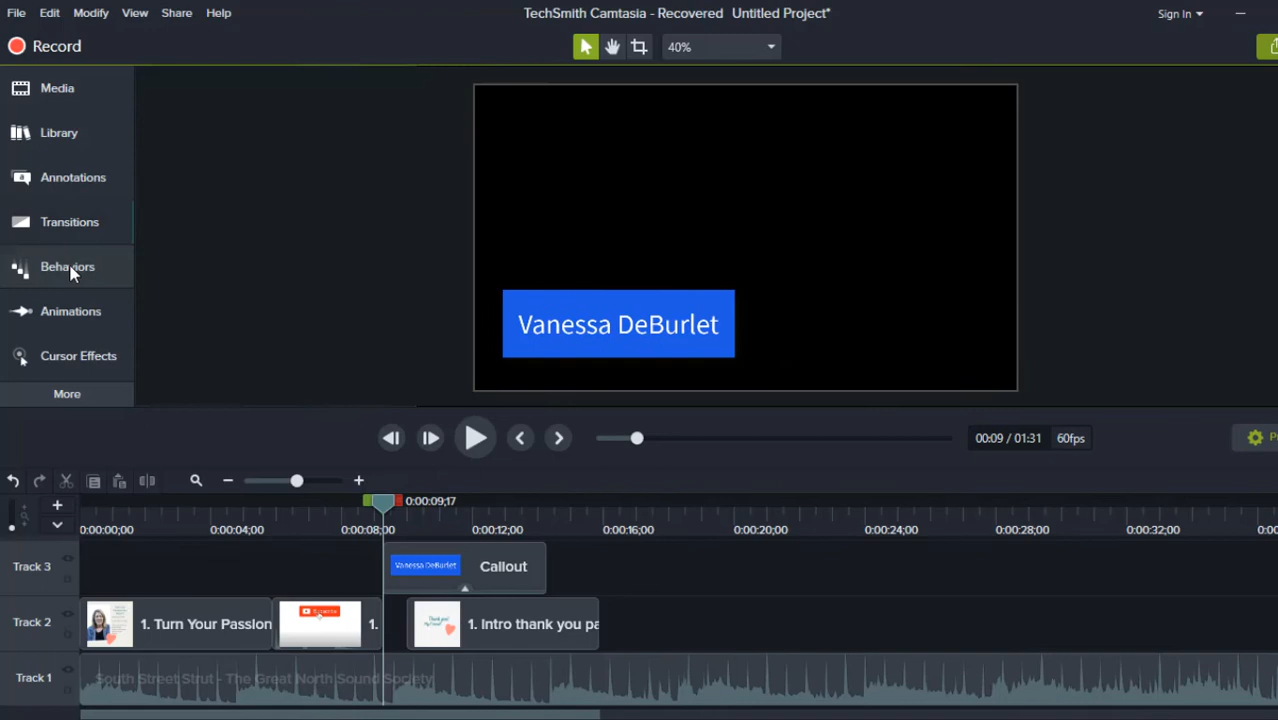 File Edit Modify View Share Help
TechSmith Camtasia - Recovered Untitled Project*
Sign In
Record
40%
Media
Library
Annotations
Transitions
Behaviors
Animations
Cursor Effects
More
Vanessa DeBurlet
00:09 / 01:31 60fps
0:00:09;17
0:00:00;00 0:00:04;00 0:00:08;00 0:00:12;00 0:00:16;00 0:00:20;00 0:00:24;00 0:00:28;00 0:00:32;00
Track 3
Vanessa DeBurlet
Callout
Track 2
1. Turn Your Passion
1.
1. Intro thank you pa
Track 1
South Street Strut - The Great North Sound Society